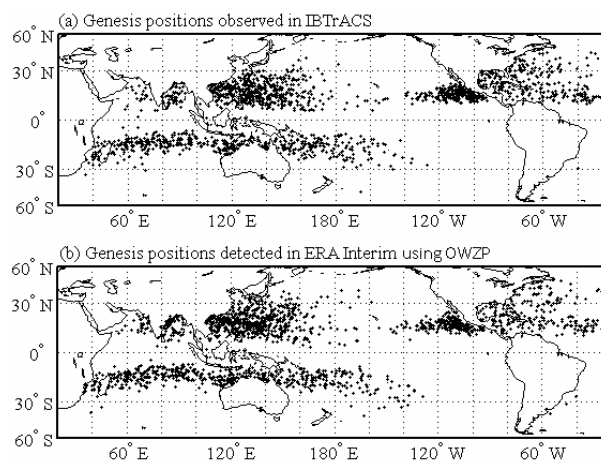 (a) Genesis positions observed in IBTrACS
60° N
30° N
0°
30° S
60° S
60° E 120° E 180° E 120° W 60° W
(b) Genesis positions detected in ERA Interim using OWZP
60° N
30° N
0°
30° S
60° S
60° E 120° E 180° E 120° W 60° W